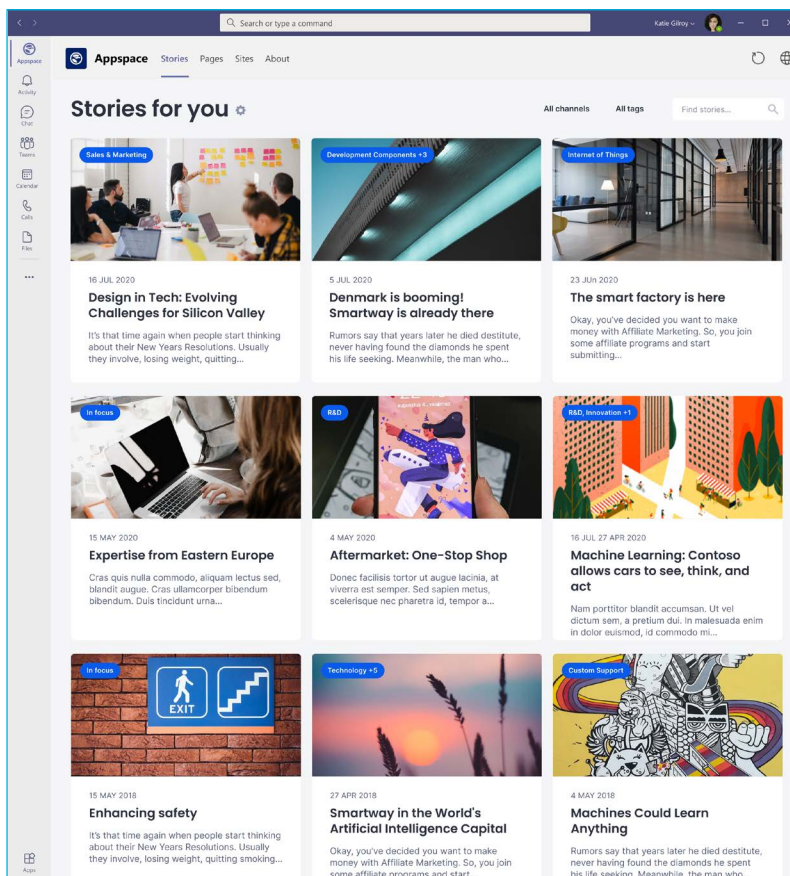 Search or type a command
Katie Gilroy
Appspace
Activity
Chat
Teams
Calendar
Calls
Files
Apps
Appspace Stories Pages Sites About
Stories for you
All channels All tags Find stories...
Sales & Marketing
16 JUL 2020
Design in Tech: Evolving
Challenges for Silicon Valley
It's that time again when people start thinking
about their New Years Resolutions. Usually
they involve, losing weight, quitting...
Development Components +3
5 JUL 2020
Denmark is booming!
Smartway is already there
Rumors say that years later he died destitute,
never having found the diamonds he spent
his life seeking. Meanwhile, the man who...
Internet of Things
23 JUn 2020
The smart factory is here
Okay, you've decided you want to make
money with Affiliate Marketing. So, you join
some affiliate programs and start
submitting...
In focus
15 MAY 2020
Expertise from Eastern Europe
Cras quis nulla commodo, aliquam lectus sed,
blandit augue. Cras ullamcorper bibendum
bibendum. Duis tincidunt urna...
R&D
4 MAY 2020
Aftermarket: One-Stop Shop
Donec facilisis tortor ut augue lacinia, at
viverra est semper. Sed sapien metus,
scelerisque nec pharetra id, tempor a...
R&D, Innovation +1
16 JUL 27 APR 2020
Machine Learning: Contoso
allows cars to see, think, and
act
Nam porttitor blandit accumsan. Ut vel
dictum sem, a pretium dui. In malesuada enim
in dolor euismod, id commodo mi...
In focus
EXIT
15 MAY 2018
Enhancing safety
It's that time again when people start thinking
about their New Years Resolutions. Usually
they involve, losing weight, quitting smoking...
Technology +5
27 APR 2018
Smartway in the World's
Artificial Intelligence Capital
Okay, you've decided you want to make
money with Affiliate Marketing. So, you join
some affiliate programs and start
Custom Support
4 MAY 2018
Machines Could Learn
Anything
Rumors say that years later he died destitute,
never having found the diamonds he spent
his life seeking. Meanwhile, the man who